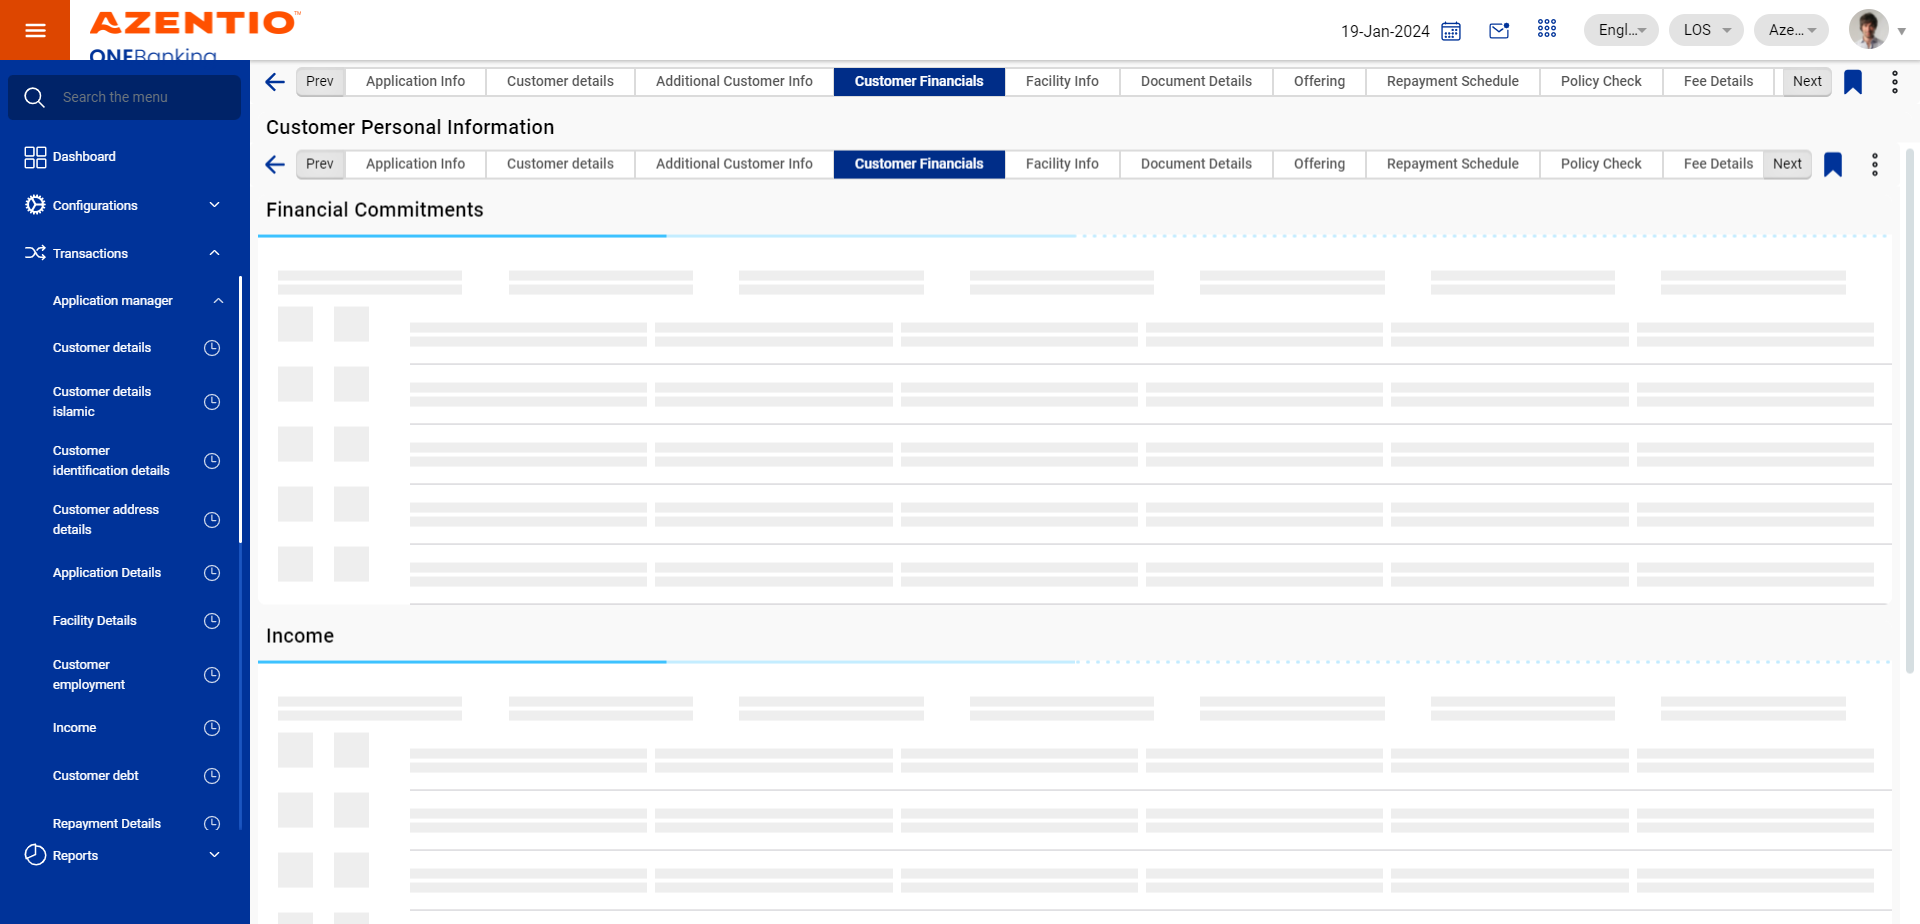 AZENTIO™
ONEBanking
19-Jan-2024
Engl...
LOS
Aze...
Search the menu
Dashboard
Configurations
Transactions
Application manager
Customer details
Customer details
islamic
Customer
identification details
Customer address
details
Application Details
Facility Details
Customer
employment
Income
Customer debt
Repayment Details
Reports
Prev Application Info Customer details Additional Customer Info Customer Financials Facility Info Document Details Offering Repayment Schedule Policy Check Fee Details Next
Customer Personal Information
Prev Application Info Customer details Additional Customer Info Customer Financials Facility Info Document Details Offering Repayment Schedule Policy Check Fee Details Next
Financial Commitments
Income